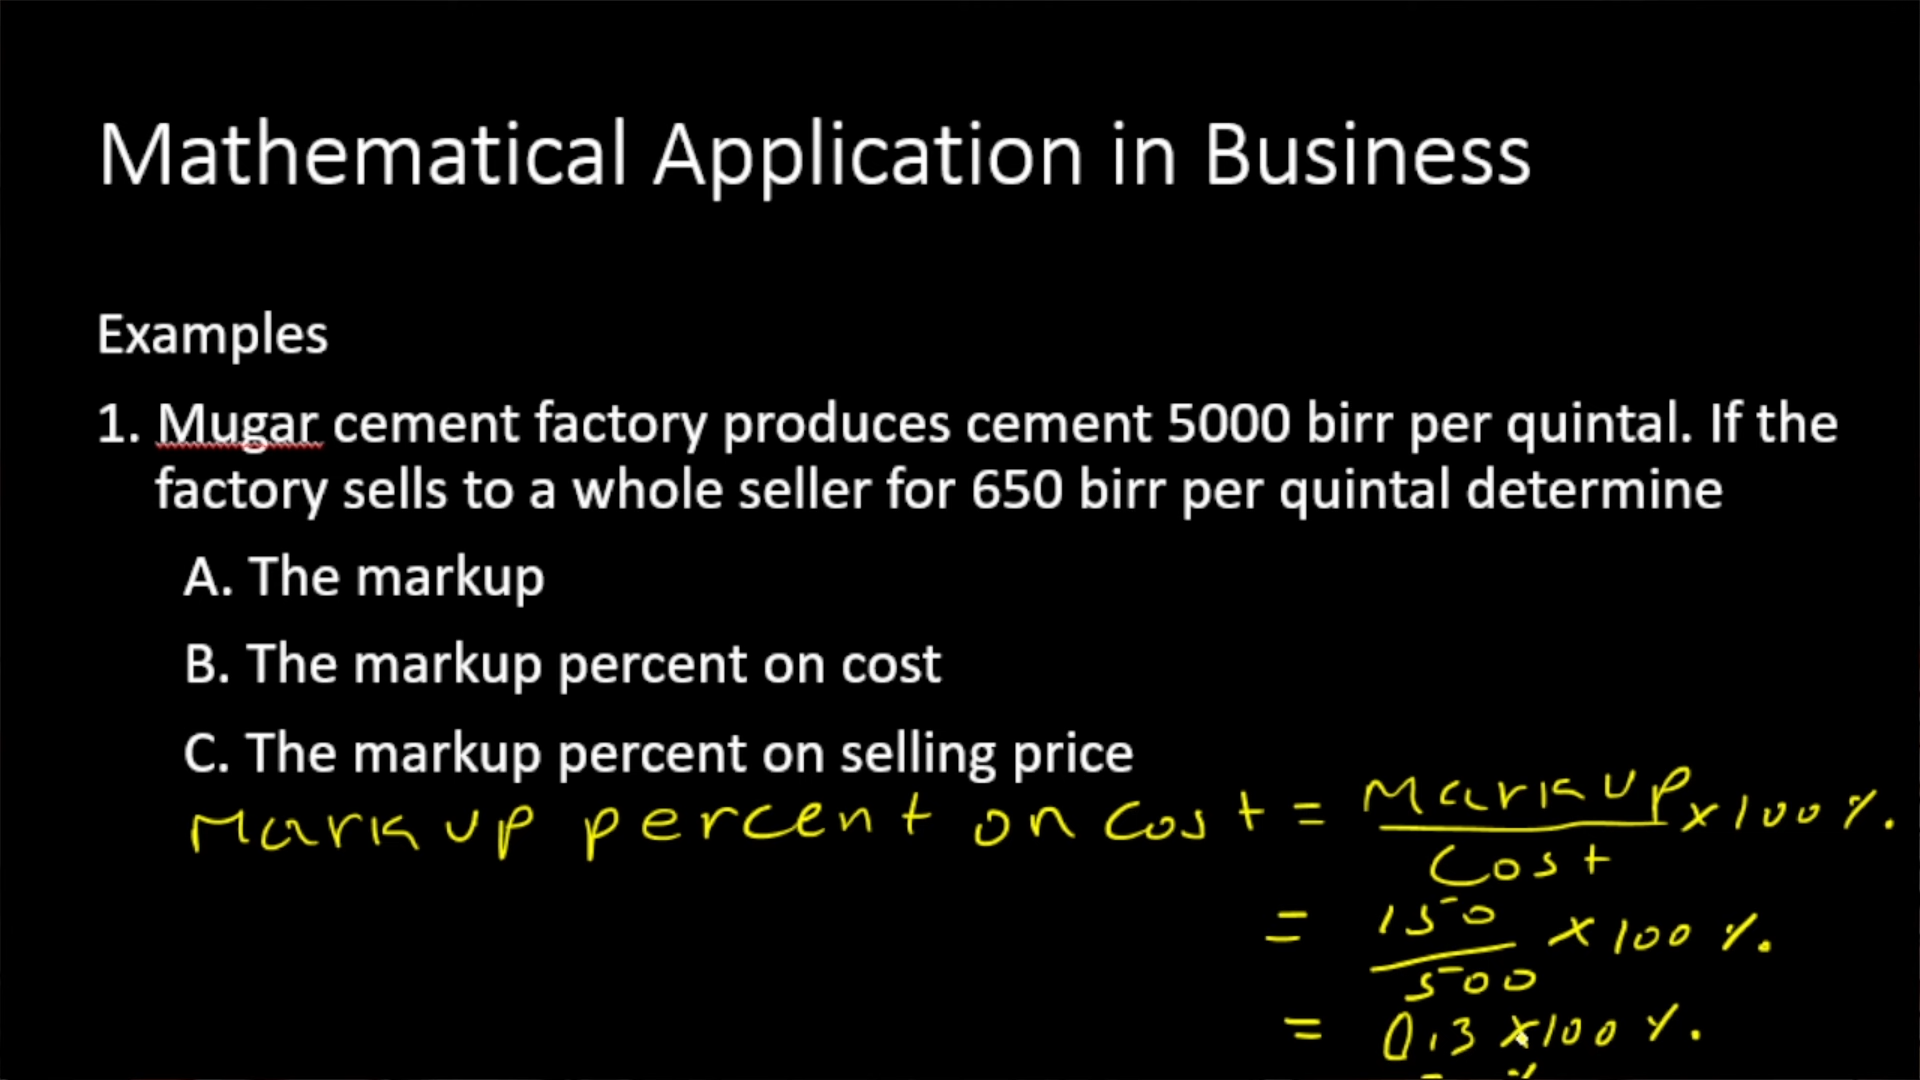 Mathematical Application in Business
Examples
1. Mugar cement factory produces cement 5000 birr per quintal. If the
factory sells to a whole seller for 650 birr per quintal determine
A. The markup
B. The markup percent on cost
C. The markup percent on selling price
Markup percent on cost = Markup/Cost x 100%.
= 150/500 x 100%.
= 0.3 x 100%.